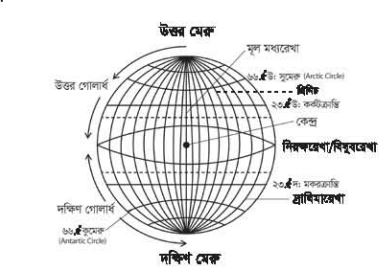 উত্তর মেরু
মূল মধ্যরেখা
৬৬.৫ উ: সুমেরু (Arctic Circle)
উত্তর গোলার্ধ
গ্রিনিচ
২৩.৫ উ: কর্কটক্রান্তি
কেন্দ্র
নিরক্ষরেখা/বিষুবরেখা
২৩.৫ দ: মকরক্রান্তি
দ্রাঘিমারেখা
দক্ষিণ গোলার্ধ
৬৬.৫ কুমেরু
(Antartic Circle)
দক্ষিণ মেরু